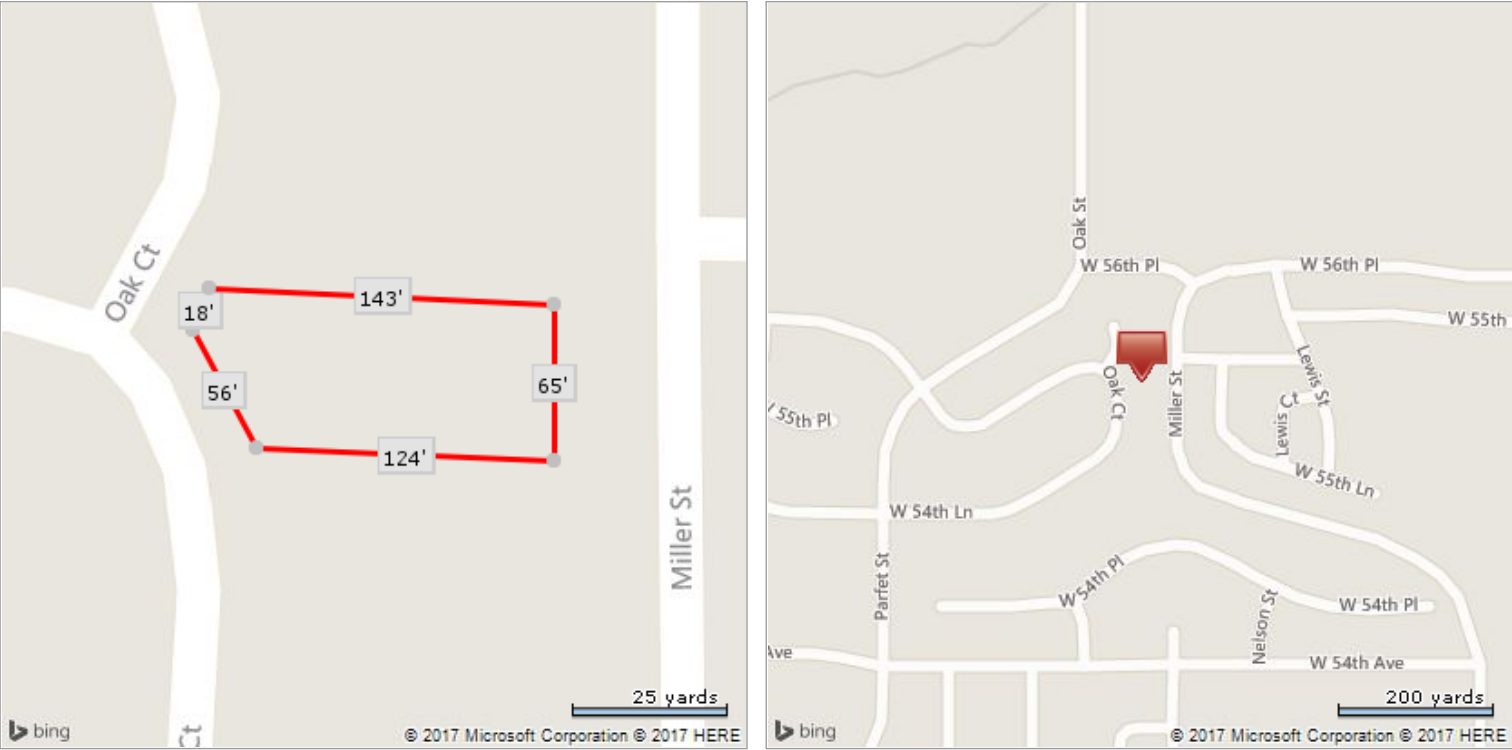 Oak Ct
18'
143'
56'
65'
124'
Miller St
25 yards
Ct
bing
© 2017 Microsoft Corporation © 2017 HERE
Oak St
W 56th Pl
W 56th Pl
W 55th
Lewis St
Oak Ct
Miller St
Lewis Ct
55th Pl
W 55th Ln
W 54th Ln
Parfet St
W 54th Pl
Nelson St
W 54th Pl
Ave
W 54th Ave
200 yards
bing
© 2017 Microsoft Corporation © 2017 HERE